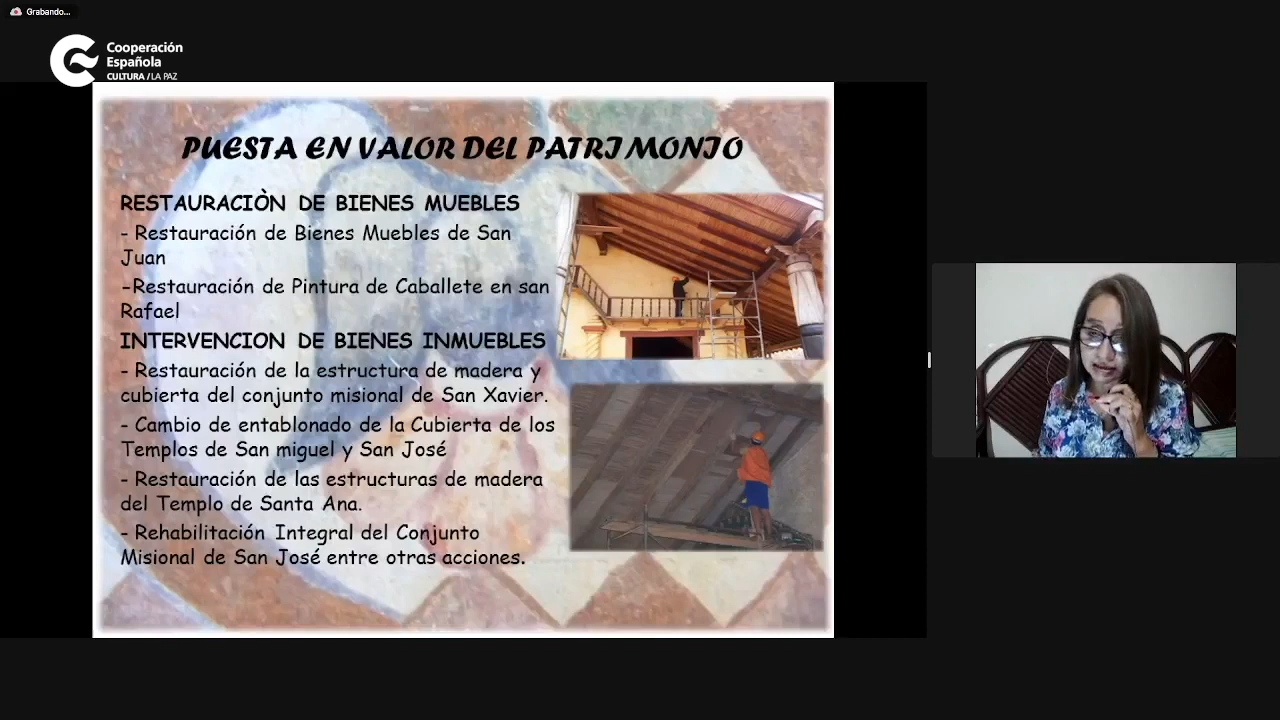 Grabando...
Cooperación
Española
CULTURA / LA PAZ
PUESTA EN VALOR DEL PATRIMONIO
RESTAURACIÒN DE BIENES MUEBLES
- Restauración de Bienes Muebles de San
Juan
-Restauración de Pintura de Caballete en san
Rafael
INTERVENCION DE BIENES INMUEBLES
- Restauración de la estructura de madera y
cubierta del conjunto misional de San Xavier.
- Cambio de entablonado de la Cubierta de los
Templos de San miguel y San José
- Restauración de las estructuras de madera
del Templo de Santa Ana.
- Rehabilitación Integral del Conjunto
Misional de San José entre otras acciones.